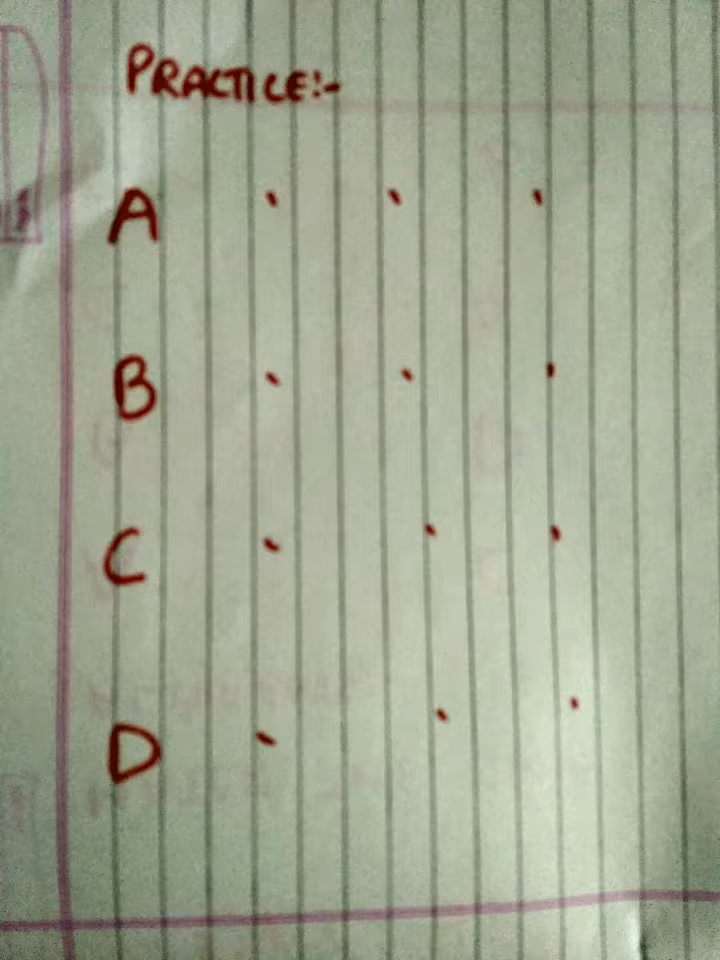 PRACTICE:-
A . . .
B . . .
C . . .
D . . .